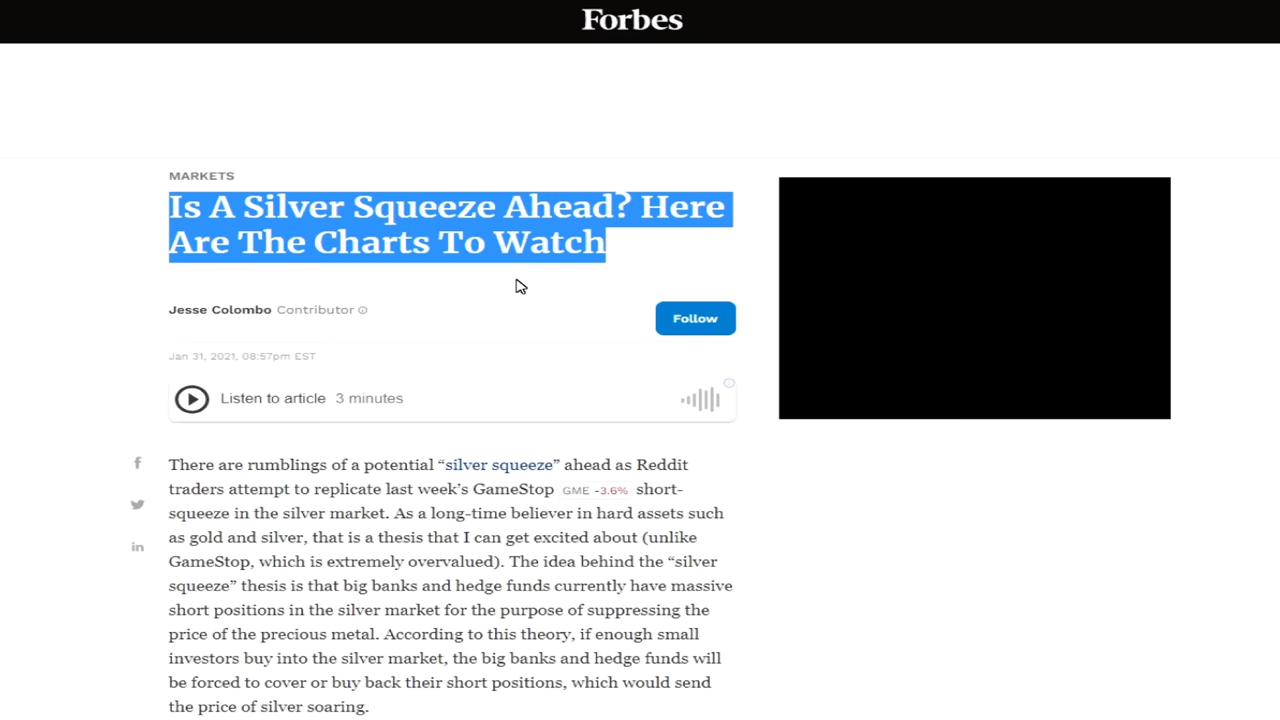 Forbes
MARKETS
Is A Silver Squeeze Ahead? Here
Are The Charts To Watch
Jesse Colombo Contributor
Follow
Jan 31, 2021, 08:57pm EST
Listen to article 3 minutes
There are rumblings of a potential “silver squeeze” ahead as Reddit
traders attempt to replicate last week’s GameStop GME -3.6% short-
squeeze in the silver market. As a long-time believer in hard assets such
as gold and silver, that is a thesis that I can get excited about (unlike
GameStop, which is extremely overvalued). The idea behind the “silver
squeeze” thesis is that big banks and hedge funds currently have massive
short positions in the silver market for the purpose of suppressing the
price of the precious metal. According to this theory, if enough small
investors buy into the silver market, the big banks and hedge funds will
be forced to cover or buy back their short positions, which would send
the price of silver soaring.